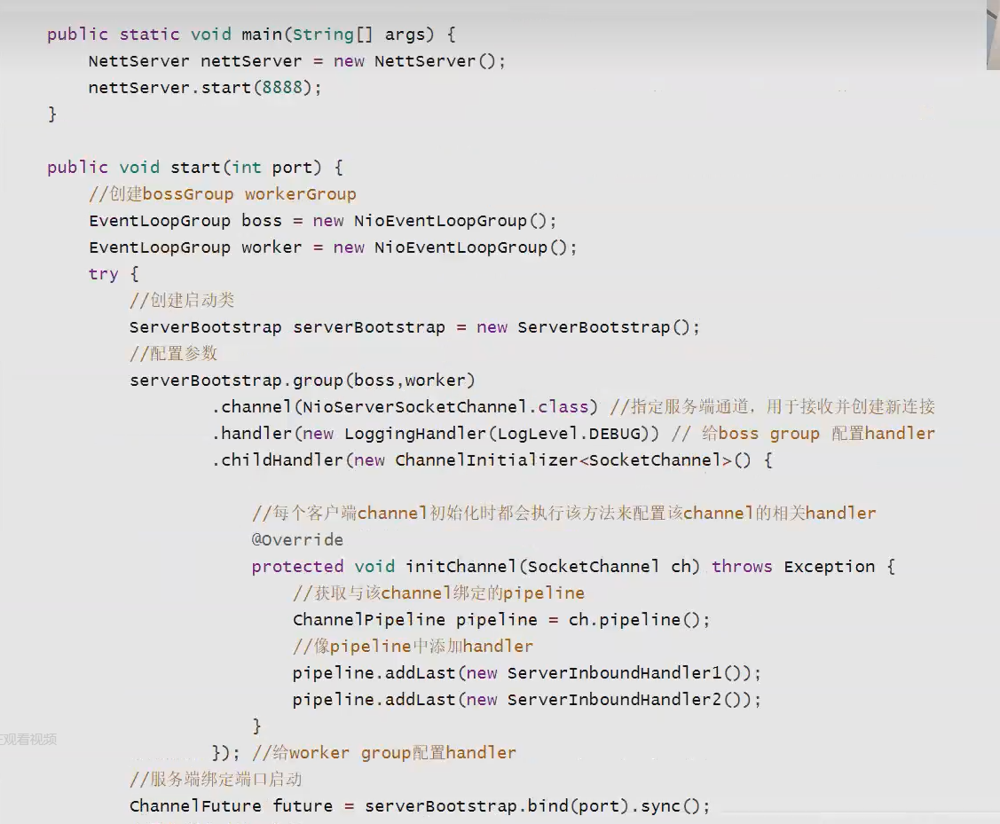 public static void main(String[] args) {
NettServer nettServer = new NettServer();
nettServer.start(8888);
}
public void start(int port) {
//创建bossGroup workerGroup
EventLoopGroup boss = new NioEventLoopGroup();
EventLoopGroup worker = new NioEventLoopGroup();
try {
//创建启动类
ServerBootstrap serverBootstrap = new ServerBootstrap();
//配置参数
serverBootstrap.group(boss,worker)
.channel(NioServerSocketChannel.class) //指定服务端通道，用于接收并创建新连接
.handler(new LoggingHandler(LogLevel.DEBUG)) // 给boss group 配置handler
.childHandler(new ChannelInitializer<SocketChannel>() {
//每个客户端channel初始化时都会执行该方法来配置该channel的相关handler
@Override
protected void initChannel(SocketChannel ch) throws Exception {
//获取与该channel绑定的pipeline
ChannelPipeline pipeline = ch.pipeline();
//像pipeline中添加handler
pipeline.addLast(new ServerInboundHandler1());
pipeline.addLast(new ServerInboundHandler2());
}
观看视频
}); //给worker group配置handler
//服务端绑定端口启动
ChannelFuture future = serverBootstrap.bind(port).sync();